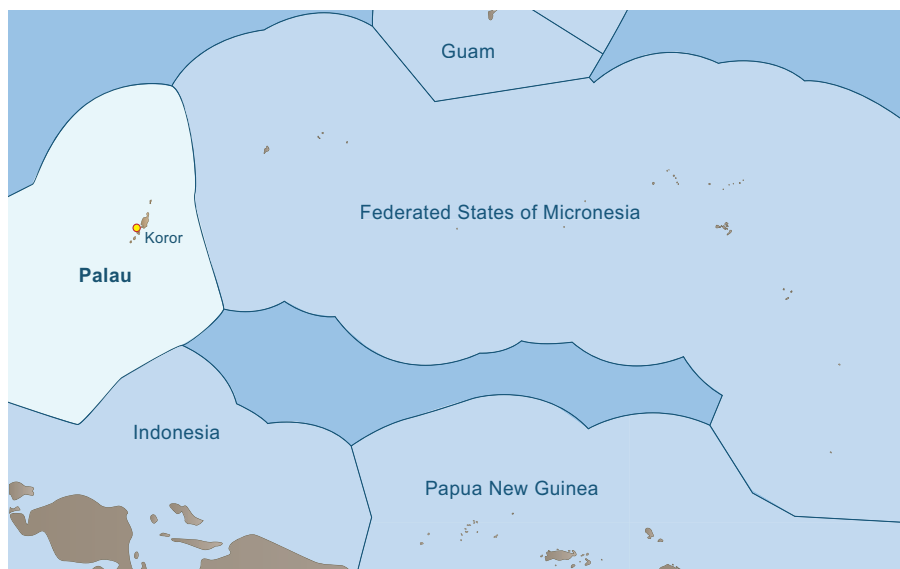 Guam
Federated States of Micronesia
Koror
Palau
Indonesia
Papua New Guinea